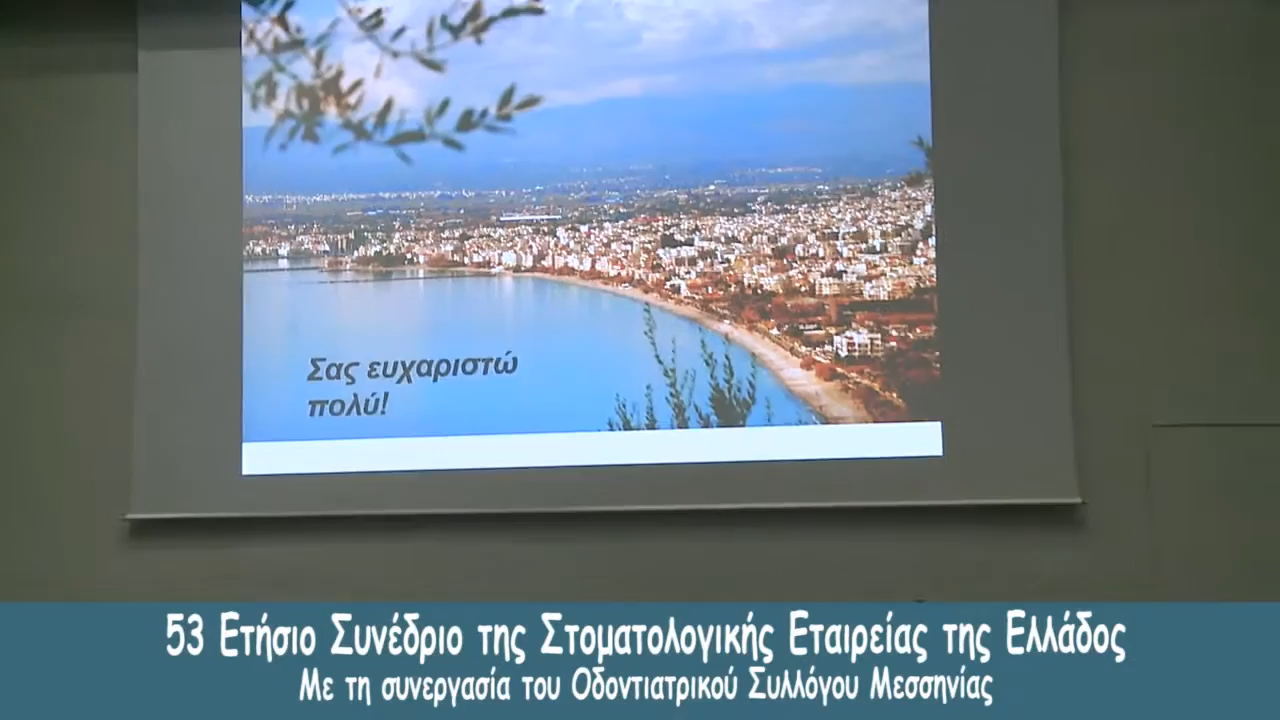 Σας ευχαριστώ
πολύ!
53 Ετήσιο Συνέδριο της Στοματολογικής Εταιρείας της Ελλάδος
Με τη συνεργασία του Οδοντιατρικού Συλλόγου Μεσσηνίας